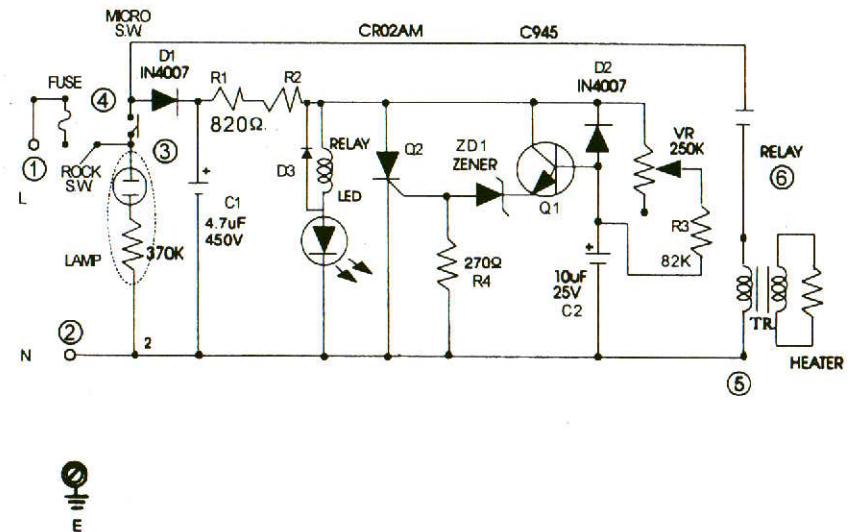 MICRO
S.W.
CR02AM
C945
D1
IN4007
D2
IN4007
FUSE
4
R1
R2
820Ω
3
ROCK
S.W.
1
L
RELAY
D3
LED
Q2
ZD1
ZENER
Q1
VR
250K
RELAY
6
C1
4.7uF
450V
LAMP
370K
270Ω
R4
10uF
25V
C2
R3
82K
TR.
HEATER
N
2
2
5
E